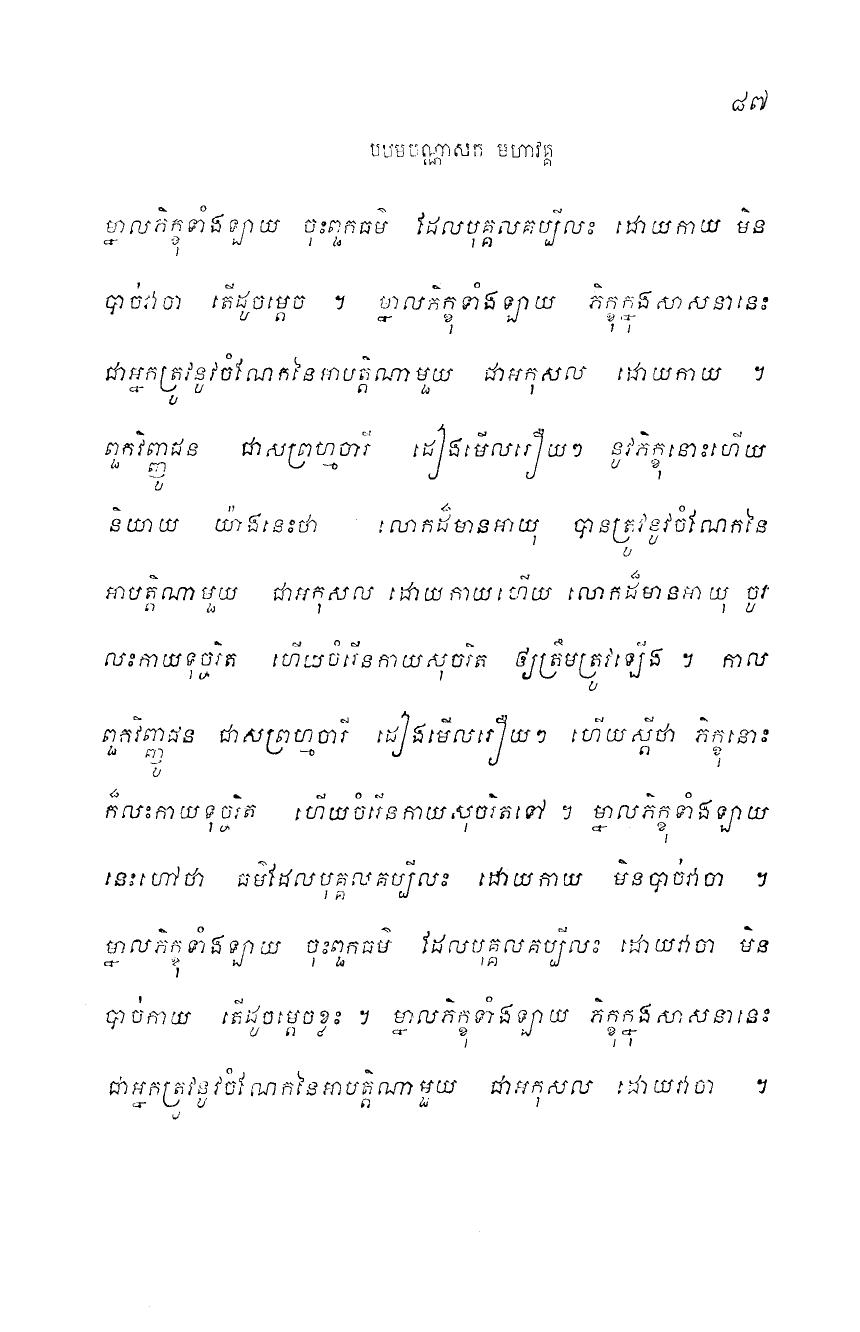 ៨៧
បឋមបណ្ណាសក មហាវគ្គ
ម្នាលភិក្ខុទាំងឡាយ ចុះពួកធម៌ ដែលបុគ្គលគប្បីលះ ដោយកាយ មិន
បាច់វាចា តើដូចម្តេច ។ ម្នាលភិក្ខុទាំងឡាយ ភិក្ខុក្នុងសាសនានេះ
ជាអ្នកត្រូវនូវចំណែកនៃអាបត្តិណាមួយ ជាអកុសល ដោយកាយ ។
ពួកវិញ្ញូជន ជាសព្រហ្មចារី ដៀងមើលរឿយៗ នូវភិក្ខុនោះហើយ
និយាយ យ៉ាងនេះថា លោកដ៏មានអាយុ បានត្រូវនូវចំណែកនៃ
អាបត្តិណាមួយ ជាអកុសល ដោយកាយហើយ លោកដ៏មានអាយុ ចូរ
លះកាយទុច្ចរិត ហើយចំរើនកាយសុចរិត ឲ្យត្រឹមត្រូវឡើង ។ កាល
ពួកវិញ្ញូជន ជាសព្រហ្មចារី ដៀងមើលរឿយៗ ហើយស្តីថា ភិក្ខុនោះ
ក៏លះកាយទុច្ចរិត ហើយចំរើនកាយសុចរិតទៅ ។ ម្នាលភិក្ខុទាំងឡាយ
នេះហៅថា ធម៌ដែលបុគ្គលគប្បីលះ ដោយកាយ មិនបាច់វាចា ។
ម្នាលភិក្ខុទាំងឡាយ ចុះពួកធម៌ ដែលបុគ្គលគប្បីលះ ដោយវាចា មិន
បាច់កាយ តើដូចម្តេចខ្លះ ។ ម្នាលភិក្ខុទាំងឡាយ ភិក្ខុក្នុងសាសនានេះ
ជាអ្នកត្រូវនូវចំណែកនៃអាបត្តិណាមួយ ជាអកុសល ដោយវាចា ។